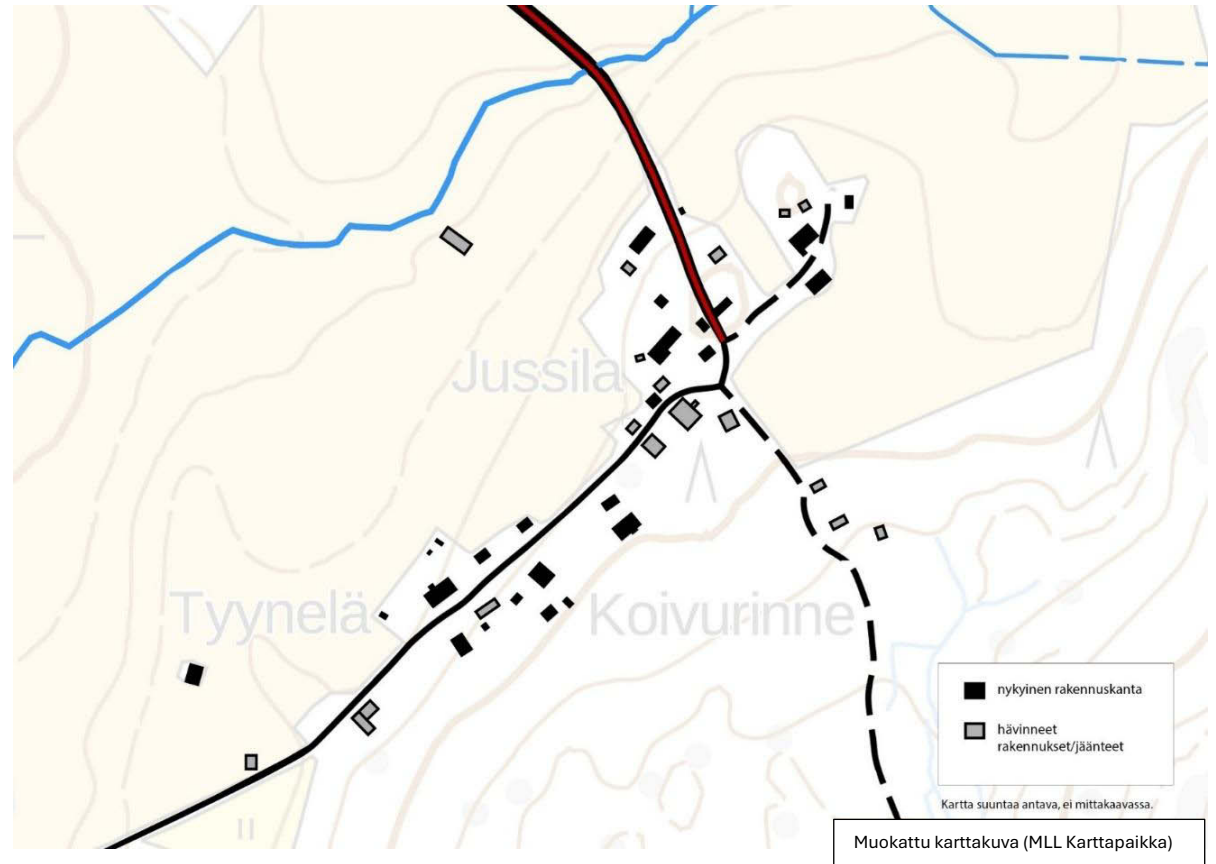 Jussila
Tyynelä
Koivurinne
nykyinen rakennuskanta
hävinneet
rakennukset/jäänteet
Kartta suuntaa antava, ei mittakaavassa.
Muokattu karttakuva (MLL Karttapaikka)